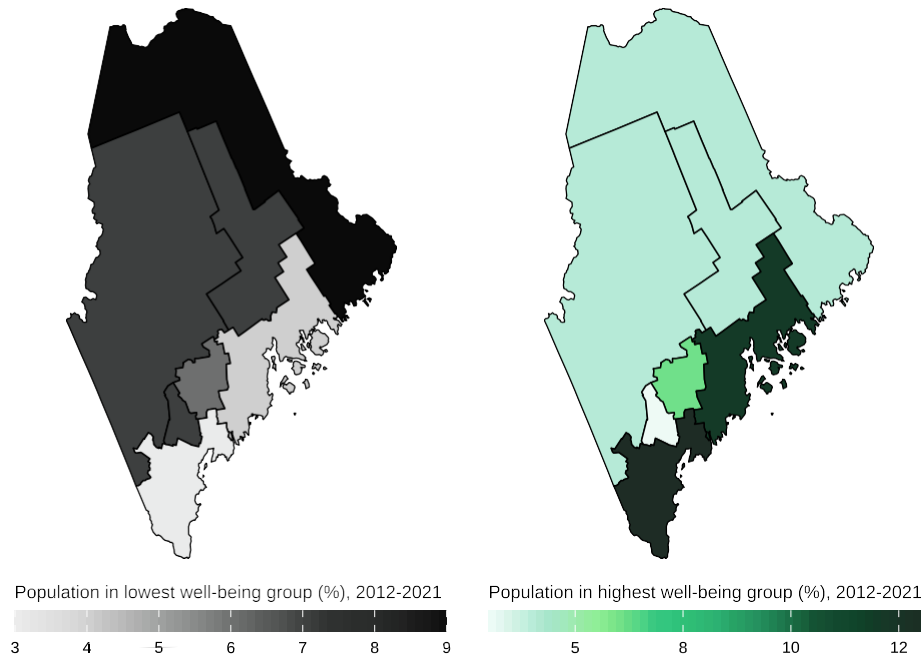 Population in lowest well-being group (%), 2012-2021
3 4 5 6 7 8 9
Population in highest well-being group (%), 2012-2021
5 8 10 12